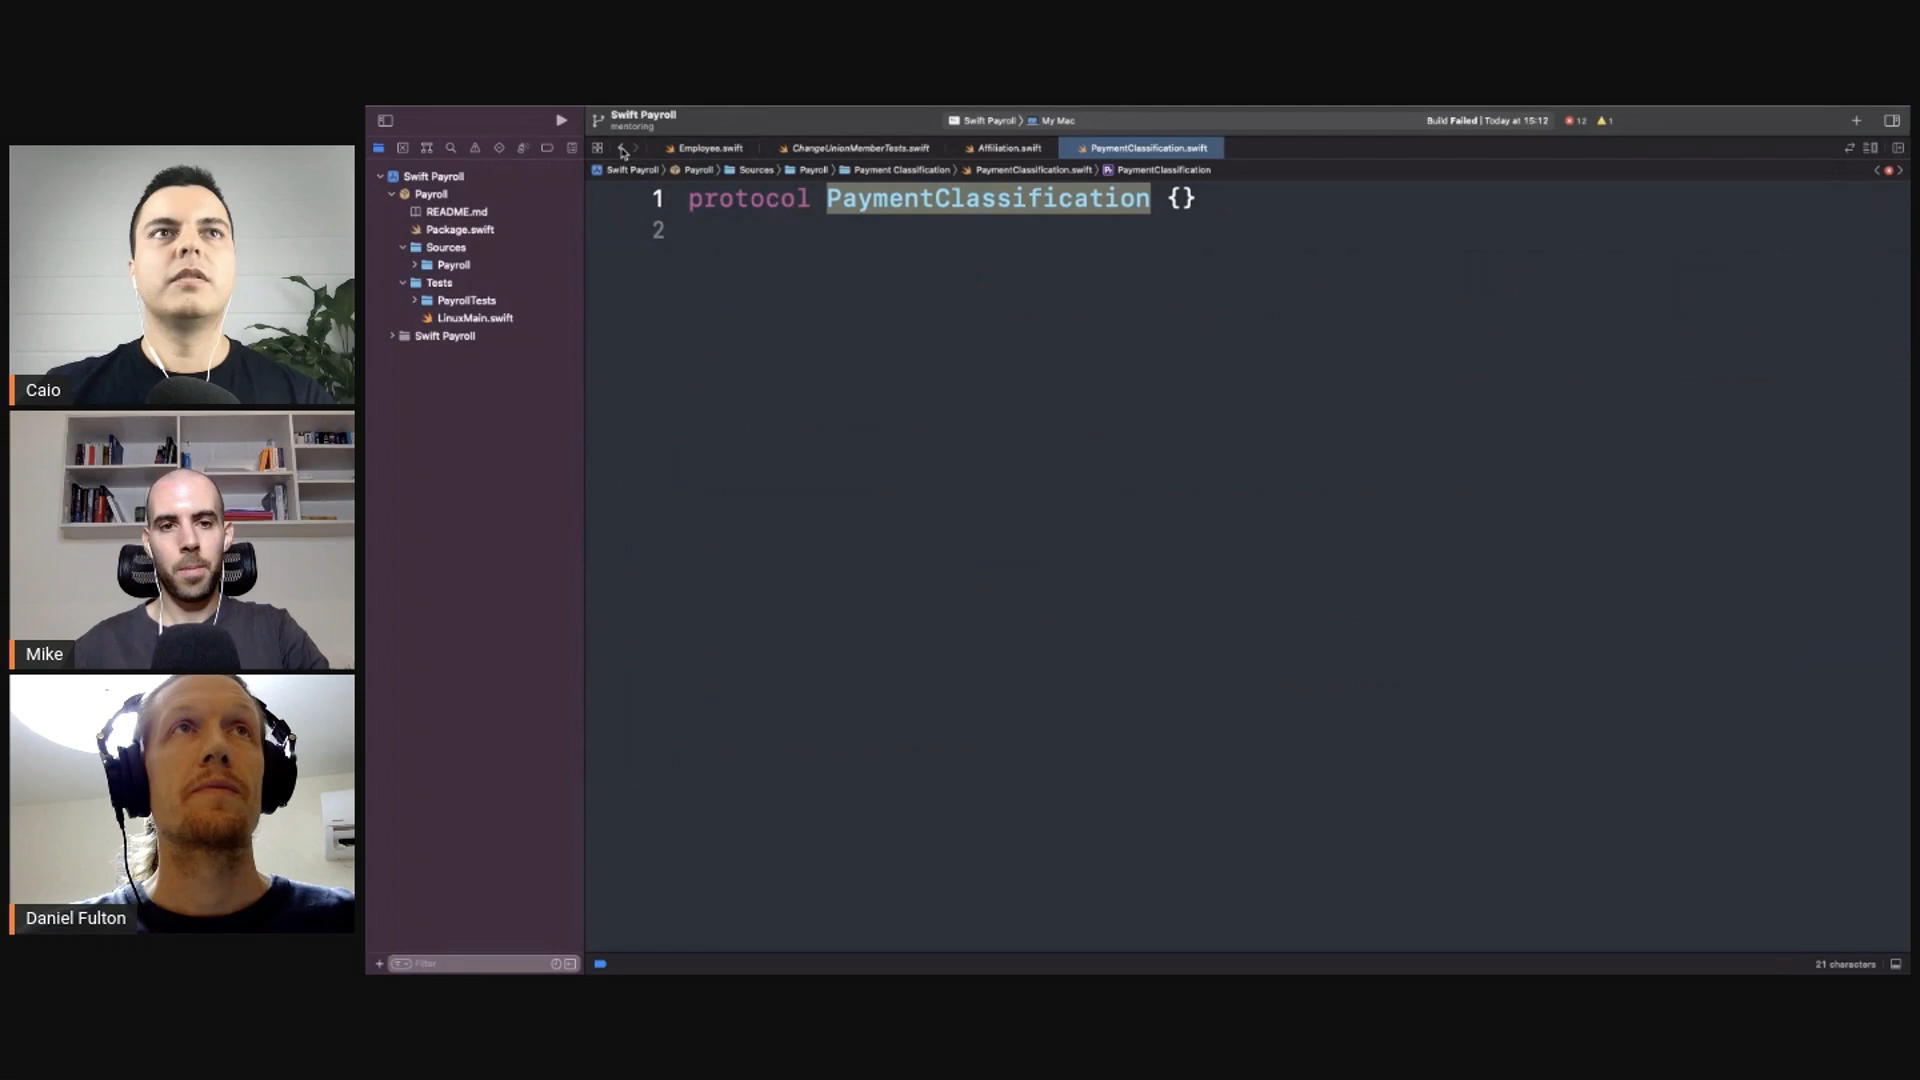 Caio
Mike
Daniel Fulton
Swift Payroll
mentoring
Swift Payroll
My Mac
Build Failed | Today at 15:12
12
1
Employee.swift
ChangeUnionMemberTests.swift
Affiliation.swift
PaymentClassification.swift
Swift Payroll
Payroll
Sources
Payroll
Payment Classification
PaymentClassification.swift
PaymentClassification
Swift Payroll
Payroll
README.md
Package.swift
Sources
Payroll
Tests
PayrollTests
LinuxMain.swift
Swift Payroll
1 protocol PaymentClassification {}
2
Filter
21 characters